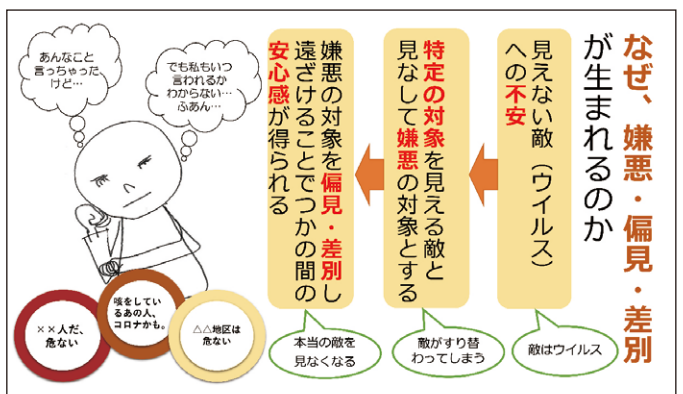 なぜ、嫌悪・偏見・差別
が生まれるのか
見えない敵（ウイルス）
への不安
特定の対象を見える敵と
見なして嫌悪の対象とする
嫌悪の対象を偏見・差別し
遠ざけることでつかの間の
安心感が得られる
敵はウイルス
敵がすり替
わってしまう
本当の敵を
見なくなる
あんなこと
言っちゃった
けど…
でも私もいつ
言われるか
わからない…
ふあん…
××人だ、
危ない
咳をしてい
るあの人、
コロナかも。
△△地区は
危ない